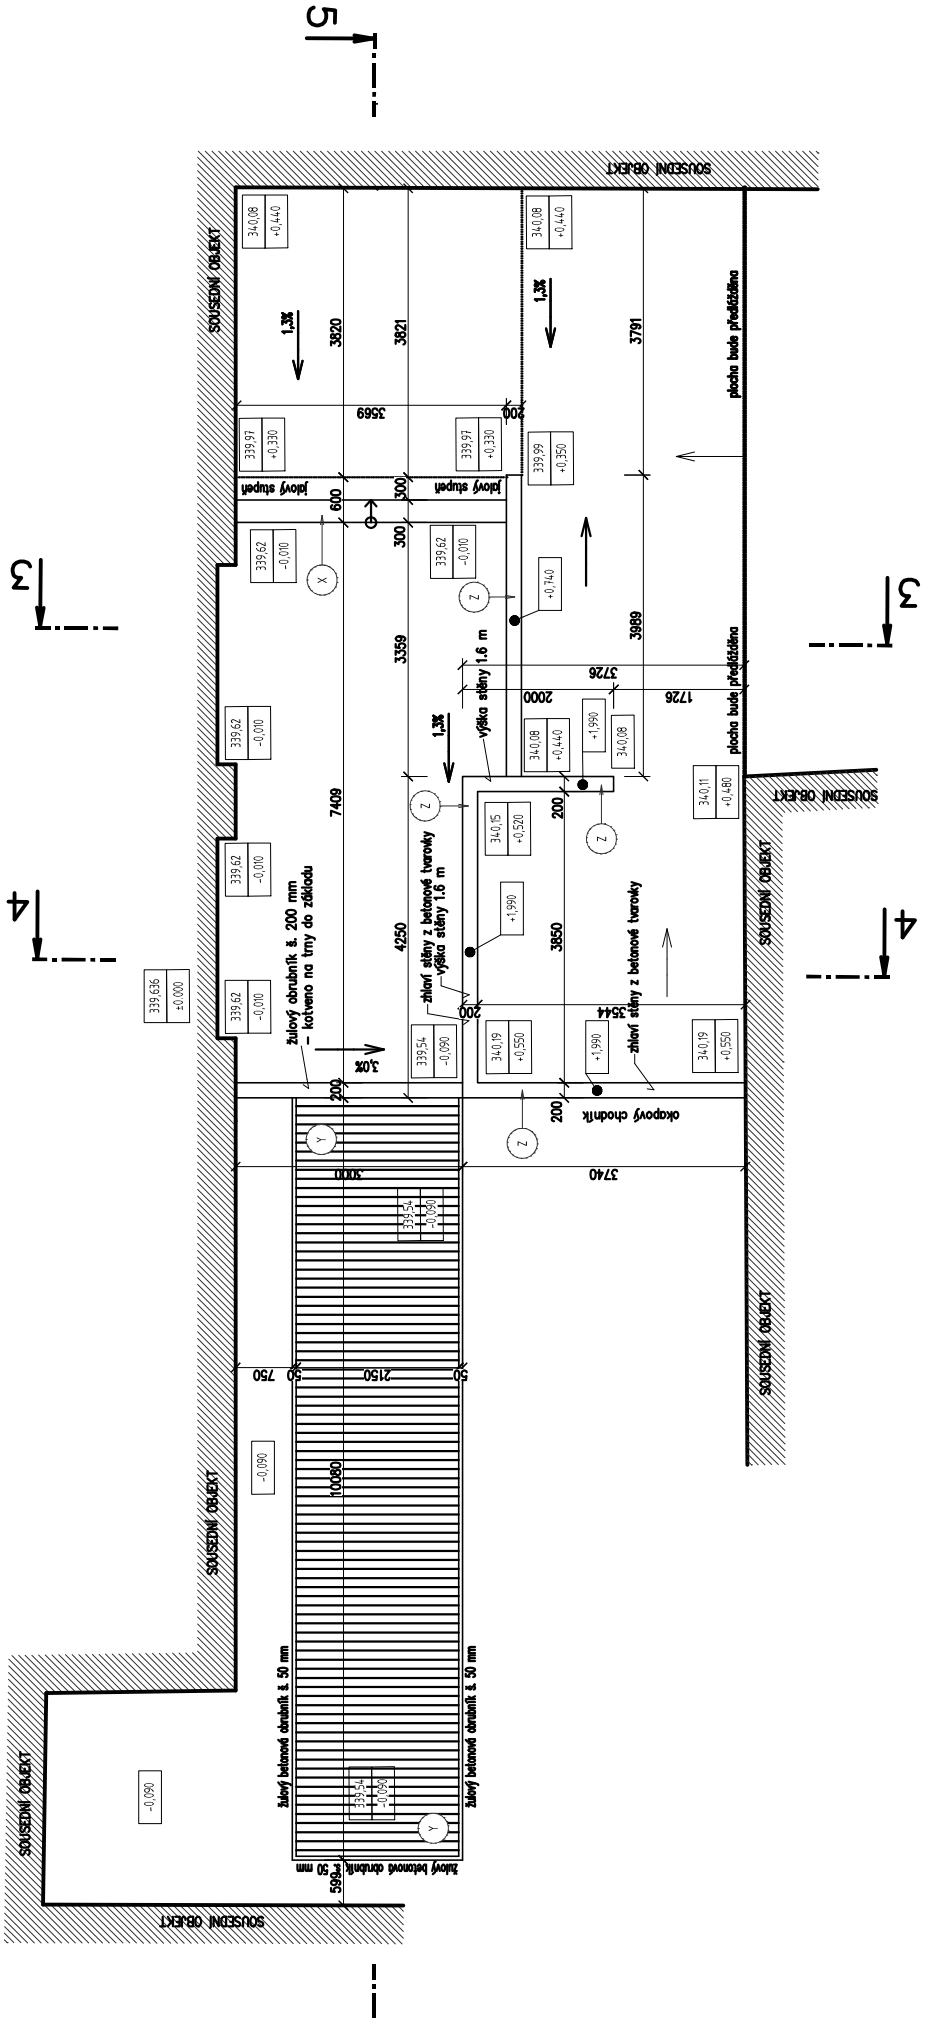 5
SOUSEDNÍ OBJEKT
SOUSEDNÍ OBJEKT
340,08
+0,440
340,08
+0,440
1,3%
1,3%
3820
3821
3791
plocha bude předlážděna
3569
200
339,97
+0,330
339,97
+0,330
339,99
+0,350
jalový stupeň
jalový stupeň
600
300
300
339,62
-0,010
339,62
-0,010
X
Z
+0,740
3
3
3359
3989
výška stěny 1.6 m
3726
2000
1726
plocha bude předlážděna
339,62
-0,010
1,3%
340,08
+0,440
+1,990
340,08
340,11
+0,480
SOUSEDNÍ OBJEKT
7409
Z
200
Z
340,15
+0,520
339,62
-0,010
4
4
žulový obrubník š. 200 mm
- kotveno na trny do základu
4250
zhlaví stěny z betonové tvarovky
výška stěny 1.6 m
+1,990
3850
zhlaví stěny z betonové tvarovky
SOUSEDNÍ OBJEKT
339,636
±0.000
339,62
-0,010
200
3544
3,0%
339,54
-0,090
340,19
+0,550
+1,990
340,19
+0,550
200
200
okapový chodník
Y
Z
3000
3740
339,54
-0,090
SOUSEDNÍ OBJEKT
750
50
2150
50
-0,090
10080
SOUSEDNÍ OBJEKT
žulový betonová obrubník š. 50 mm
žulový betonová obrubník š. 50 mm
SOUSEDNÍ OBJEKT
-0,090
339,54
-0,090
Y
žulový betonová obrubník š. 50 mm
599
SOUSEDNÍ OBJEKT